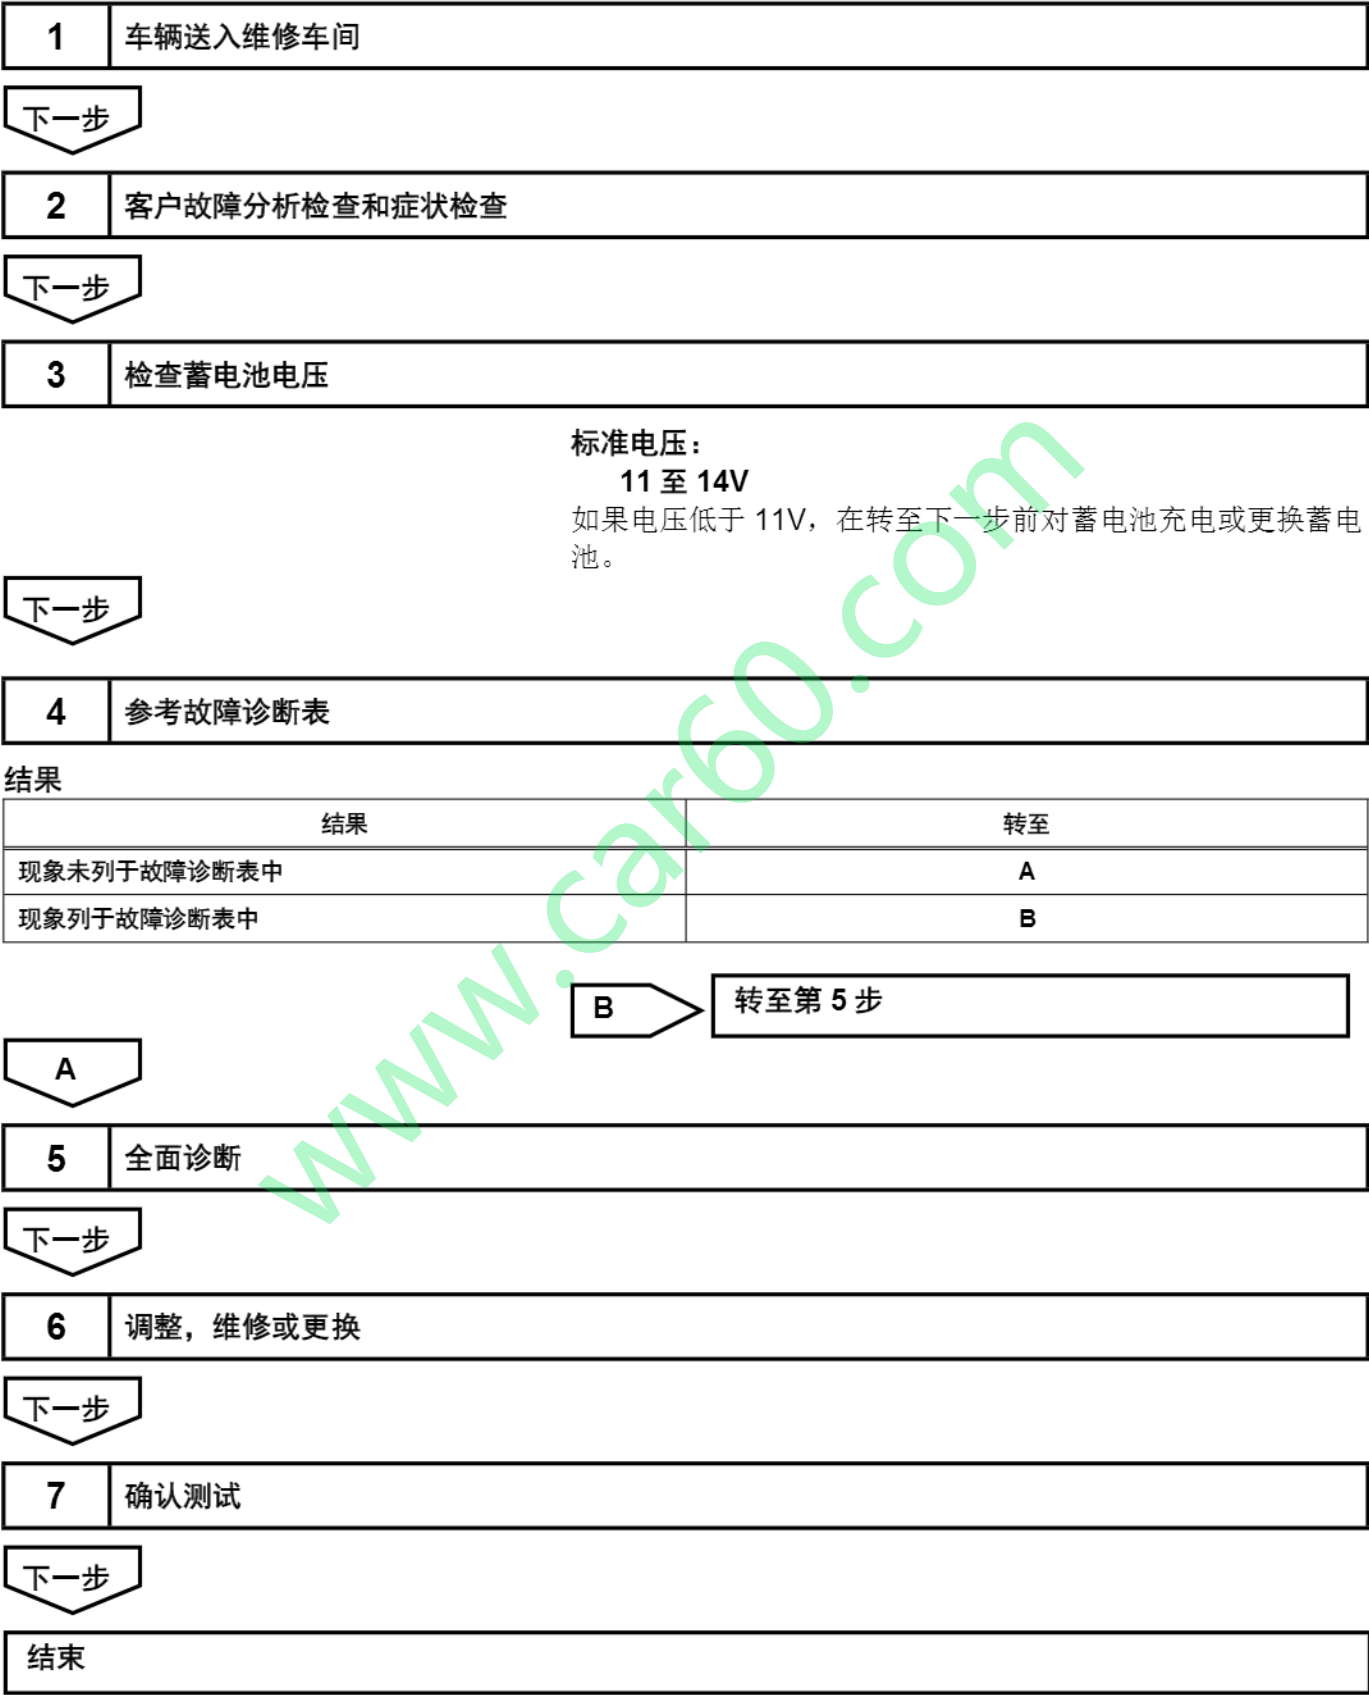 1 车辆送入维修车间
下一步
2 客户故障分析检查和症状检查
下一步
3 检查蓄电池电压
标准电压：
11 至 14V
如果电压低于 11V，在转至下一步前对蓄电池充电或更换蓄电
池。
下一步
4 参考故障诊断表
结果
结果 转至
现象未列于故障诊断表中 A
现象列于故障诊断表中 B
B 转至第 5 步
A
5 全面诊断
下一步
6 调整，维修或更换
下一步
7 确认测试
下一步
结束
www.car60.com